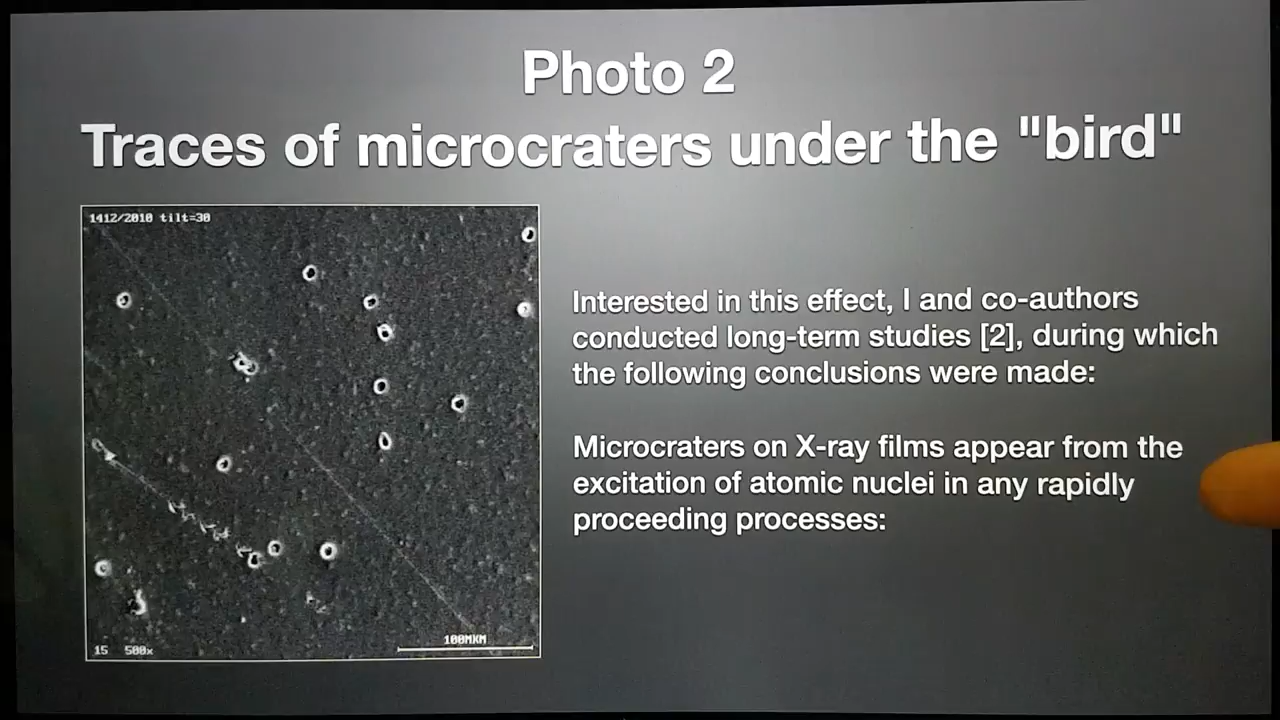 Photo 2
Traces of microcraters under the "bird"
1412/2010 tilt=30
Interested in this effect, I and co-authors
conducted long-term studies [2], during which
the following conclusions were made:
Microcraters on X-ray films appear from the
excitation of atomic nuclei in any rapidly
proceeding processes:
100MKM
15 500x